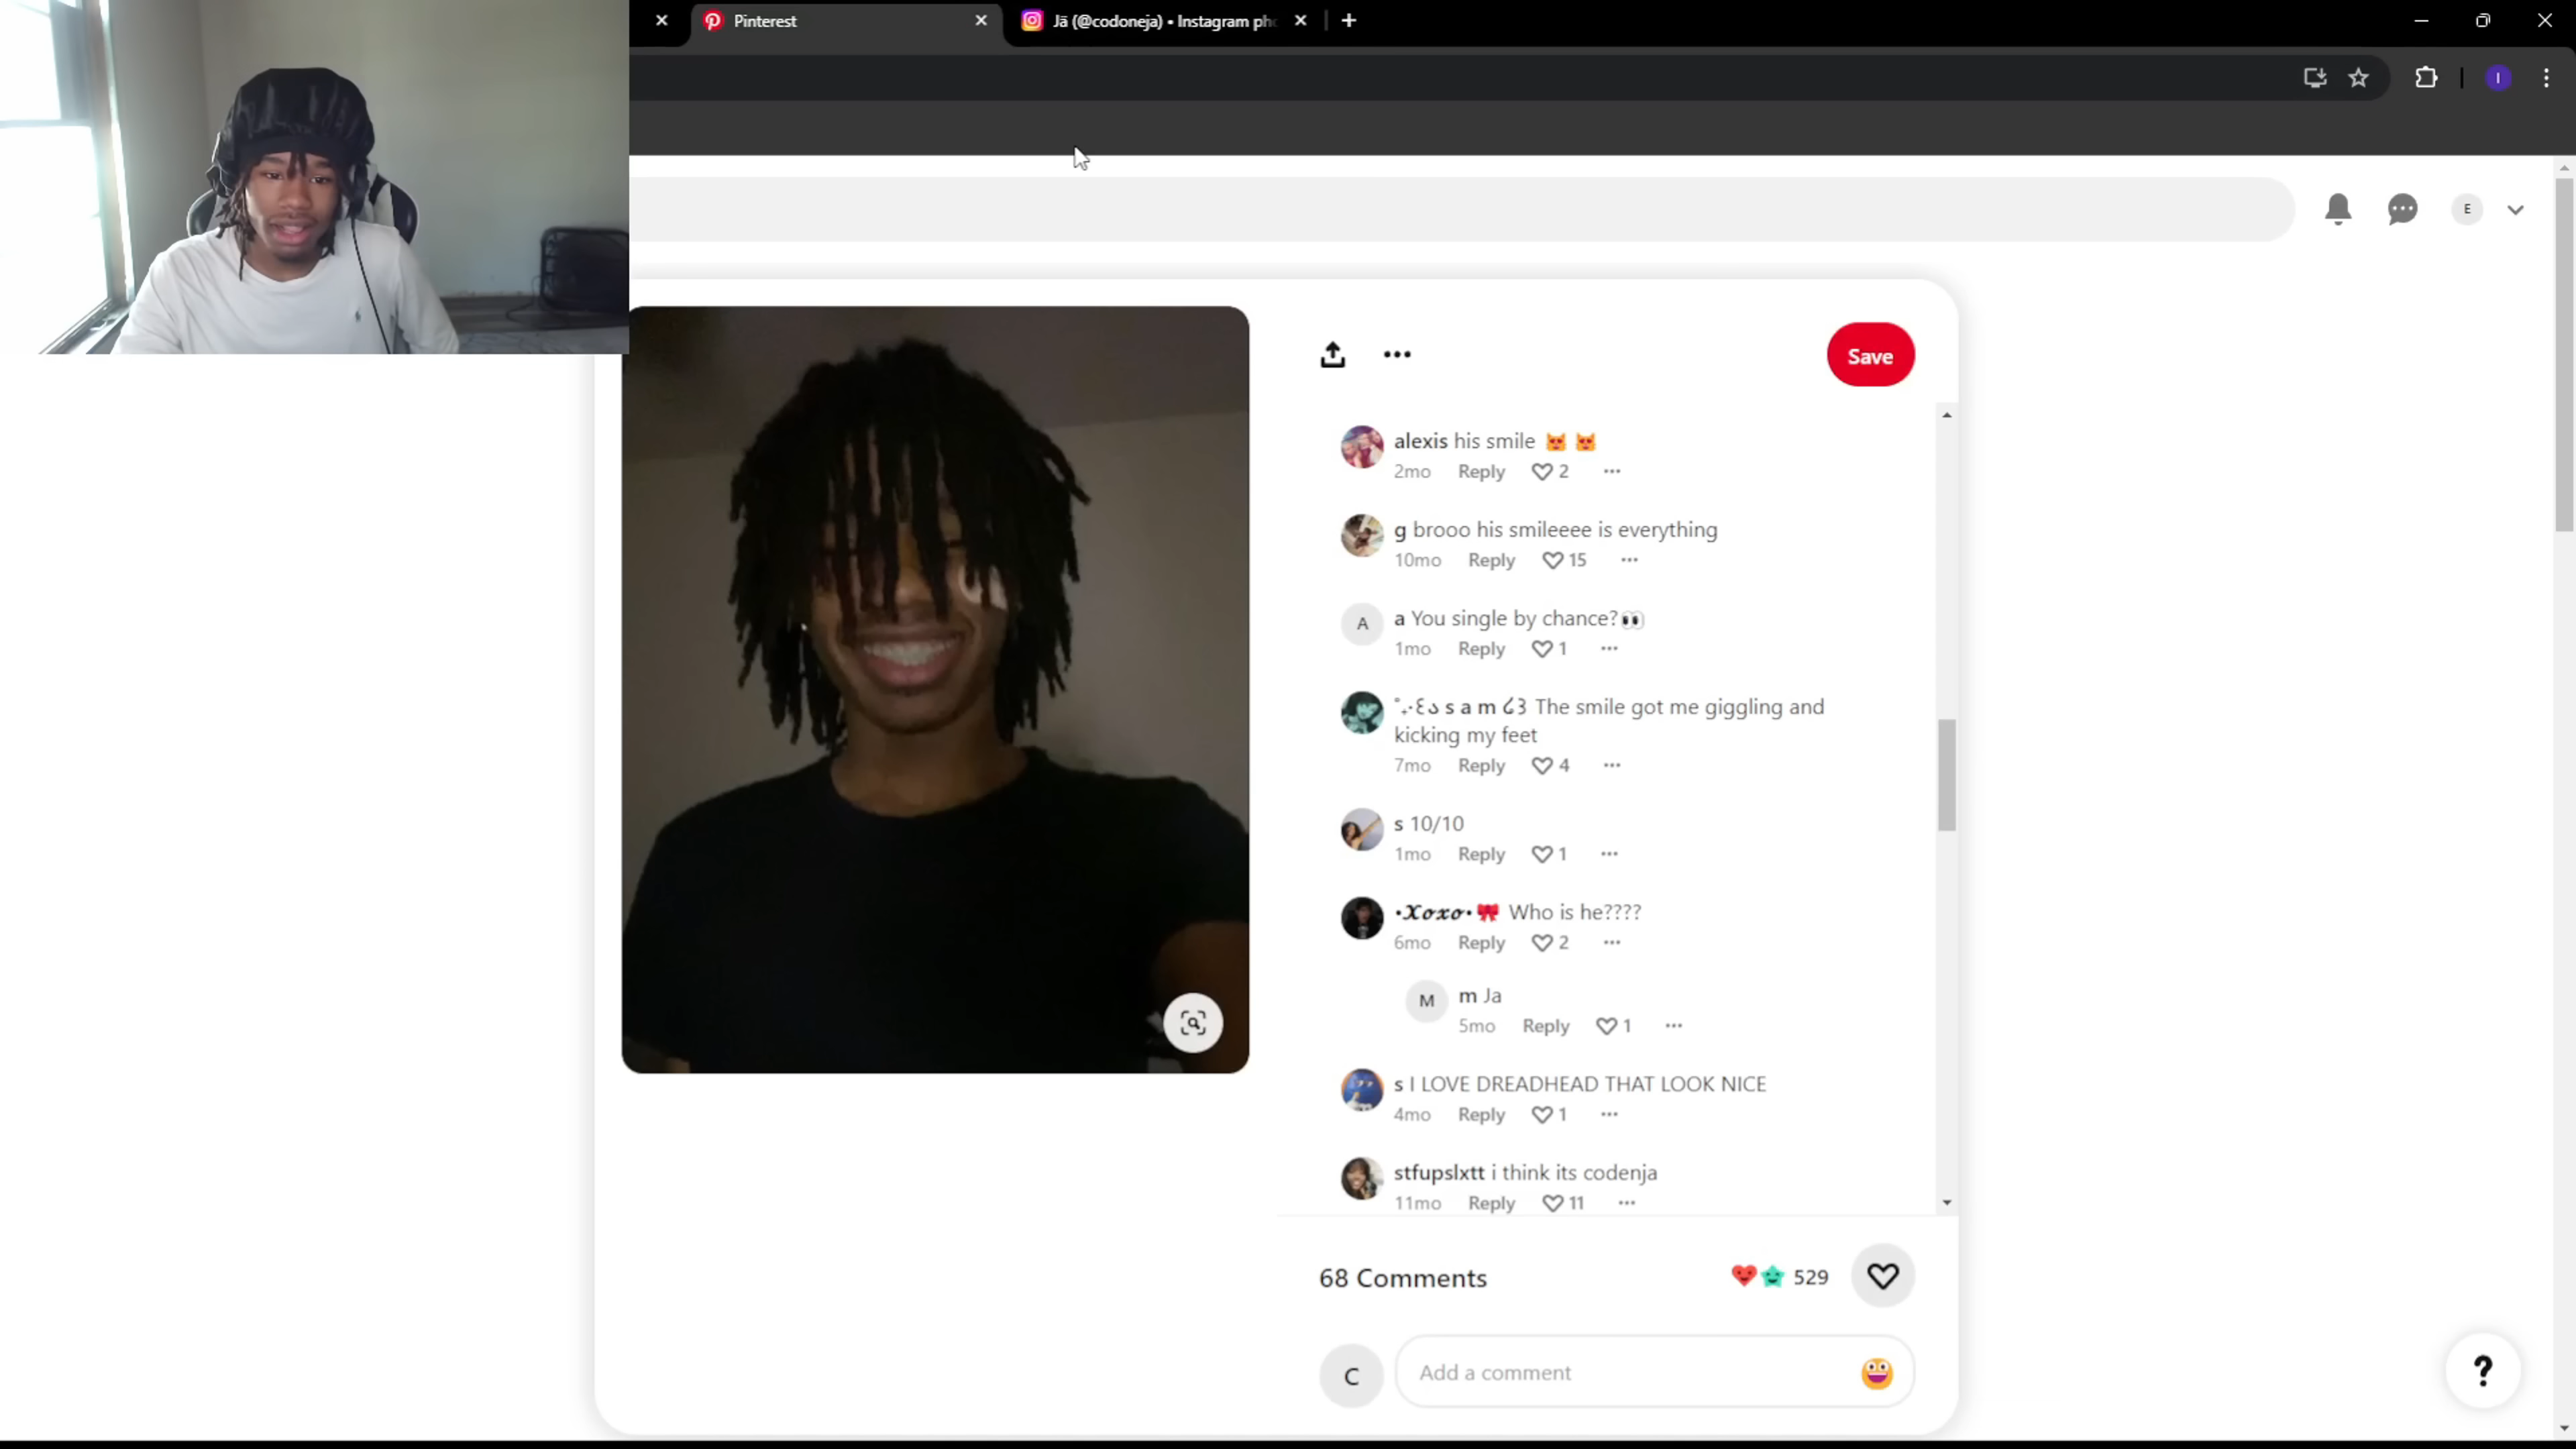 Pinterest
Jä (@codoneja) • Instagram pho
I
E
Save
alexis his smile 😻 😻
2mo Reply 2 ···
g brooo his smileeee is everything
10mo Reply 15 ···
A
a You single by chance?👀
1mo Reply 1 ···
s a m The smile got me giggling and
kicking my feet
7mo Reply 4 ···
s 10/10
1mo Reply 1 ···
•𝓧𝓸𝔁𝓸•🎀 Who is he????
6mo Reply 2 ···
M
m Ja
5mo Reply 1 ···
s I LOVE DREADHEAD THAT LOOK NICE
4mo Reply 1 ···
stfupslxtt i think its codenja
11mo Reply 11 ···
68 Comments
529
C
Add a comment
?